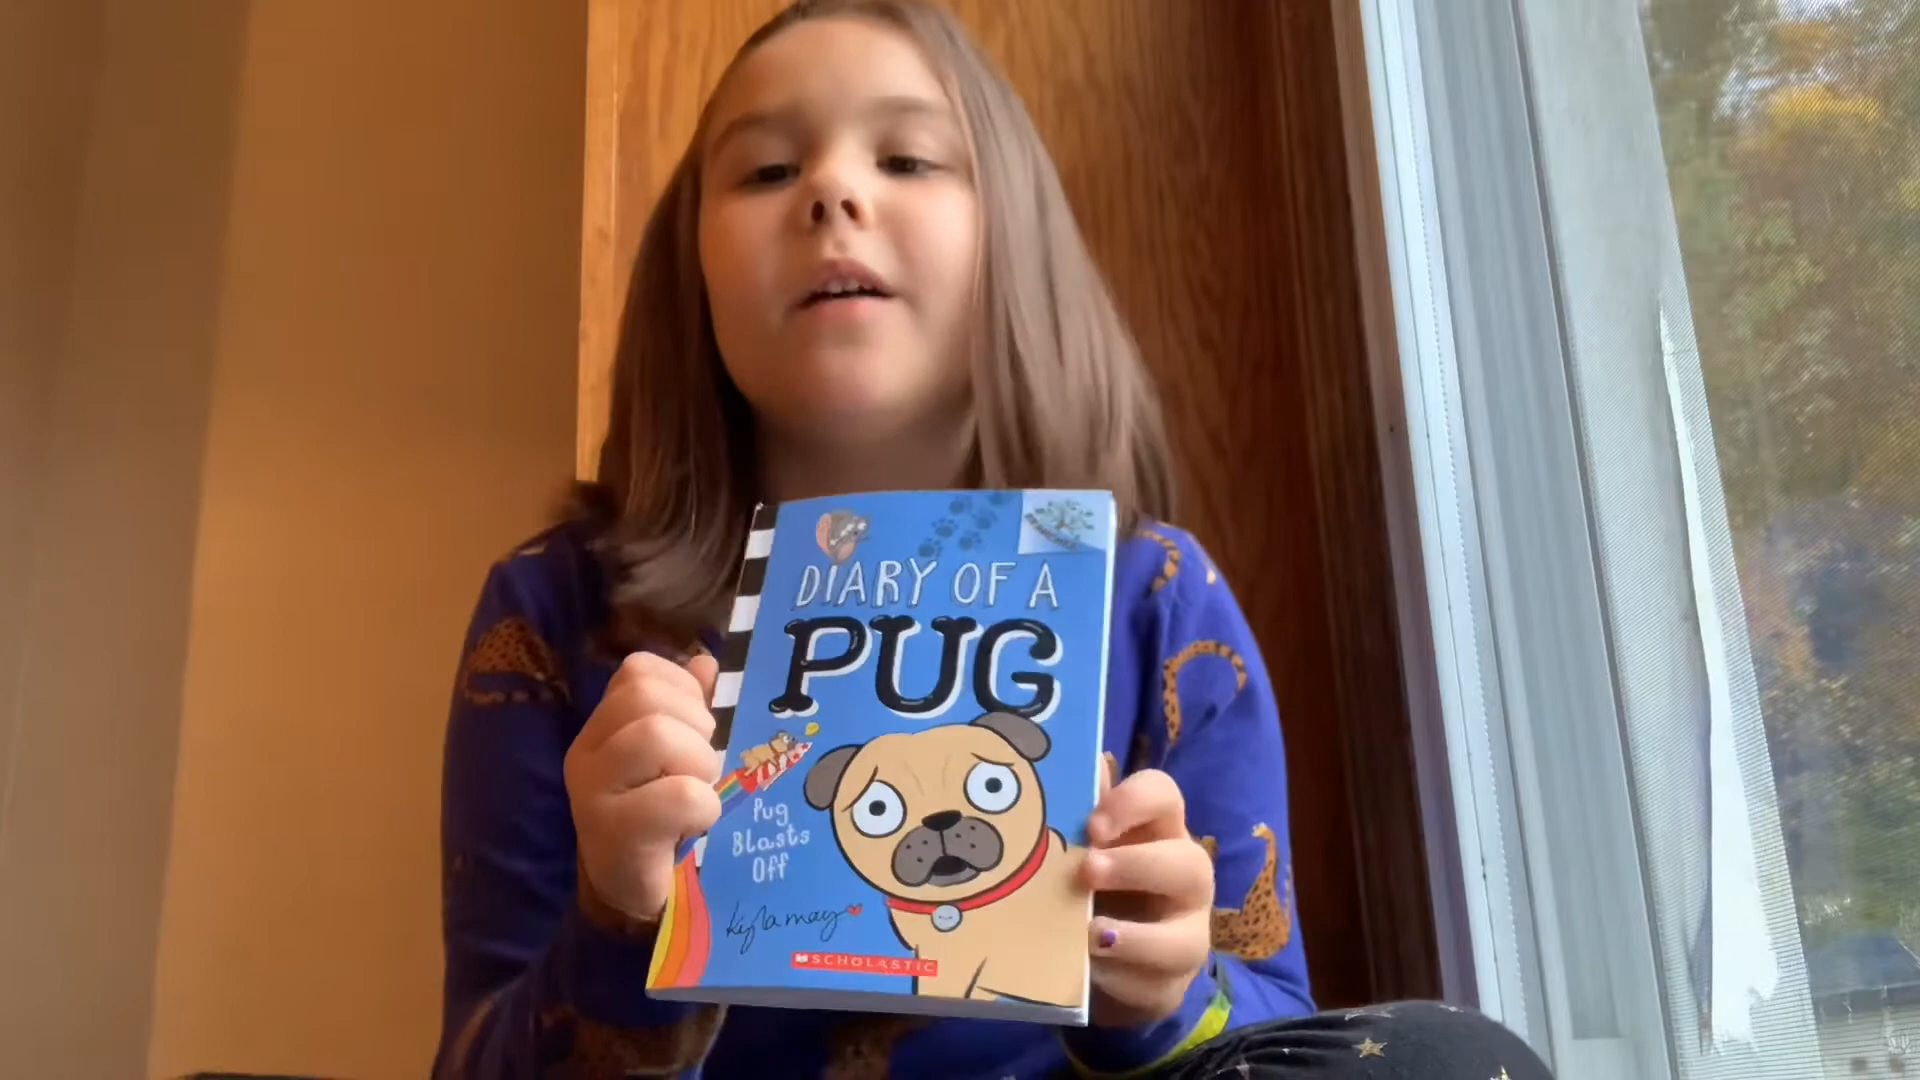 DIARY OF A
PUG
Pug
Blasts
Off
Kyla May
SCHOLASTIC